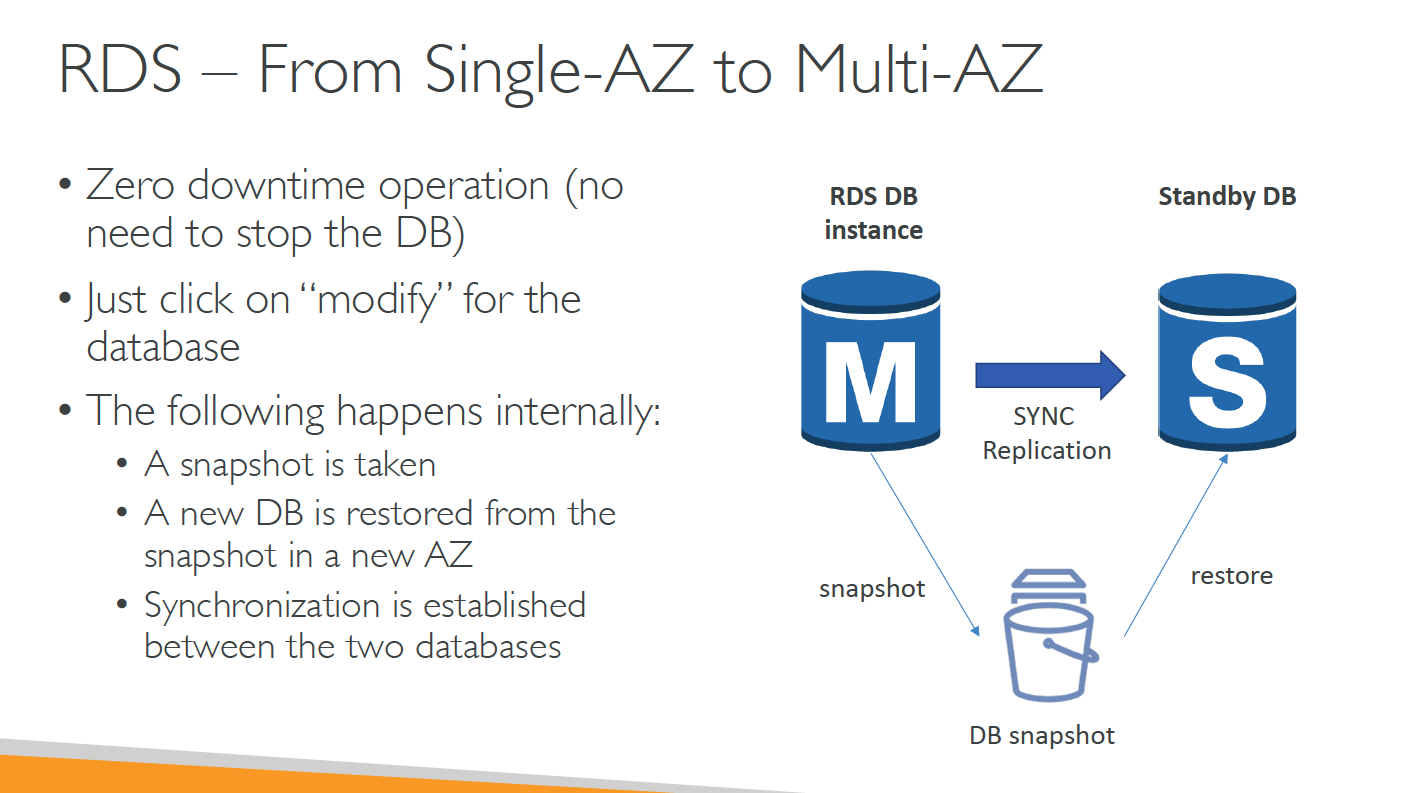 RDS – From Single-AZ to Multi-AZ
• Zero downtime operation (no
need to stop the DB)
• Just click on “modify” for the
database
• The following happens internally:
• A snapshot is taken
• A new DB is restored from the
snapshot in a new AZ
• Synchronization is established
between the two databases
RDS DB
instance
Standby DB
M
S
SYNC
Replication
snapshot
restore
DB snapshot